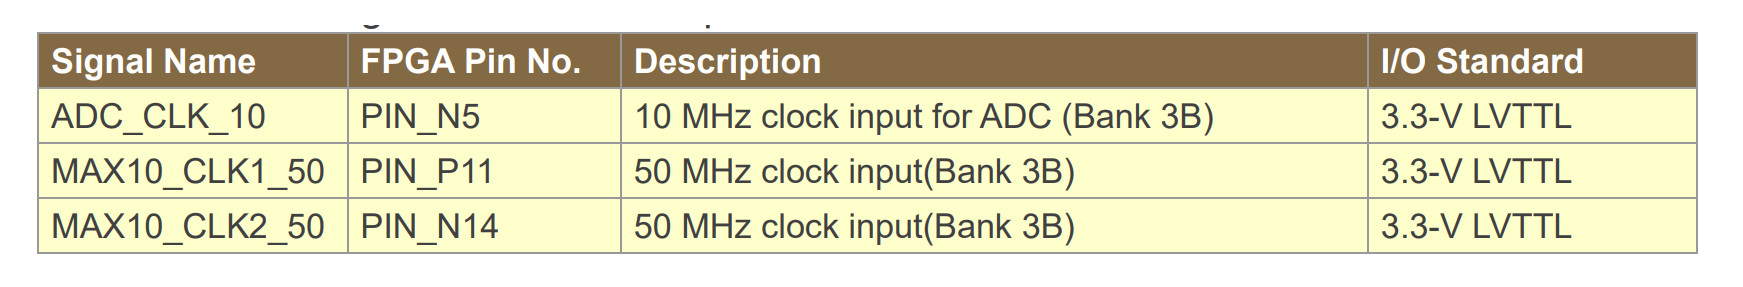 Signal Name FPGA Pin No. Description I/O Standard
ADC_CLK_10 PIN_N5 10 MHz clock input for ADC (Bank 3B) 3.3-V LVTTL
MAX10_CLK1_50 PIN_P11 50 MHz clock input(Bank 3B) 3.3-V LVTTL
MAX10_CLK2_50 PIN_N14 50 MHz clock input(Bank 3B) 3.3-V LVTTL